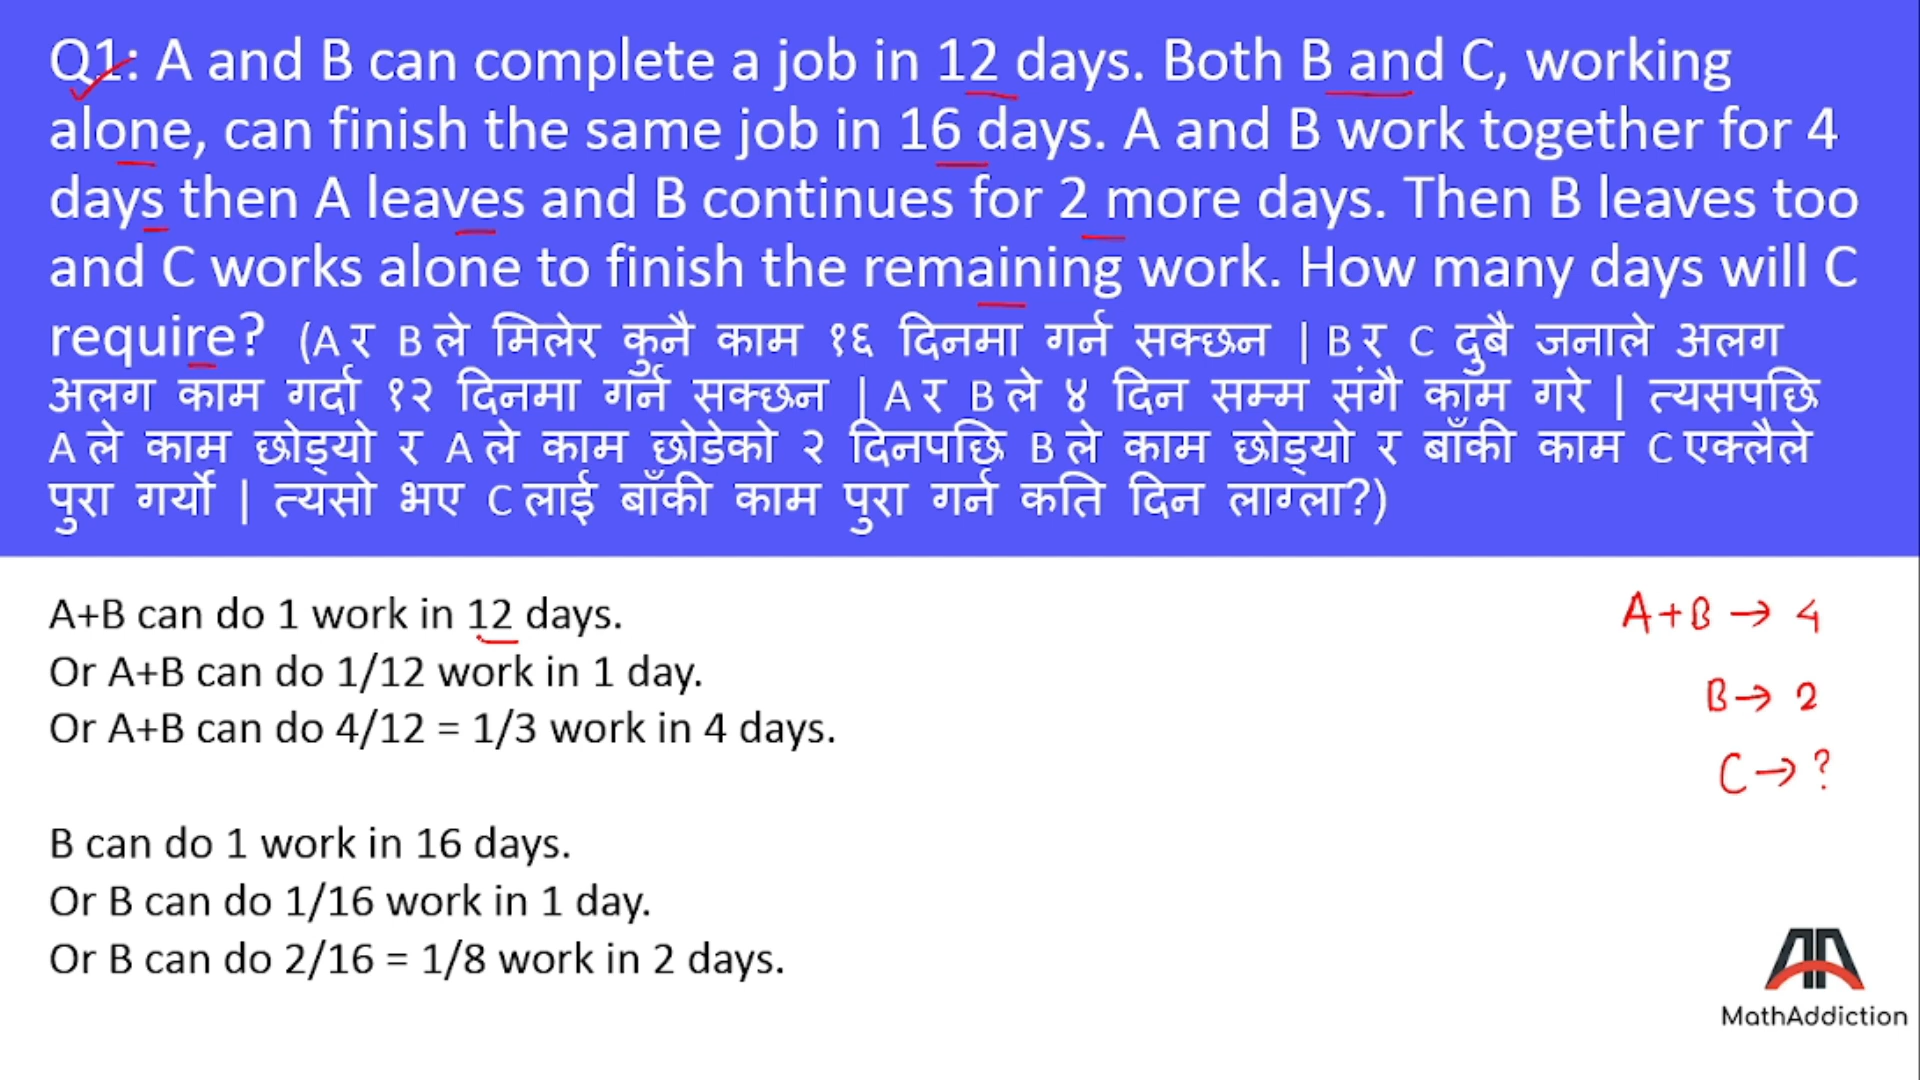 Q1: A and B can complete a job in 12 days. Both B and C, working
alone, can finish the same job in 16 days. A and B work together for 4
days then A leaves and B continues for 2 more days. Then B leaves too
and C works alone to finish the remaining work. How many days will C
require? (A र B ले मिलेर कुनै काम १६ दिनमा गर्न सक्छन | B र C दुबै जनाले अलग
अलग काम गर्दा १२ दिनमा गर्न सक्छन | A र B ले ४ दिन सम्म संगै काम गरे | त्यसपछि
A ले काम छोड्यो र A ले काम छोडेको २ दिनपछि B ले काम छोड्यो र बाँकी काम C एक्लैले
पुरा गर्यो | त्यसो भए C लाई बाँकी काम पुरा गर्न कति दिन लाग्ला?)
A+B can do 1 work in 12 days.
Or A+B can do 1/12 work in 1 day.
Or A+B can do 4/12 = 1/3 work in 4 days.
B can do 1 work in 16 days.
Or B can do 1/16 work in 1 day.
Or B can do 2/16 = 1/8 work in 2 days.
A+B → 4
B → 2
C → ?
MathAddiction